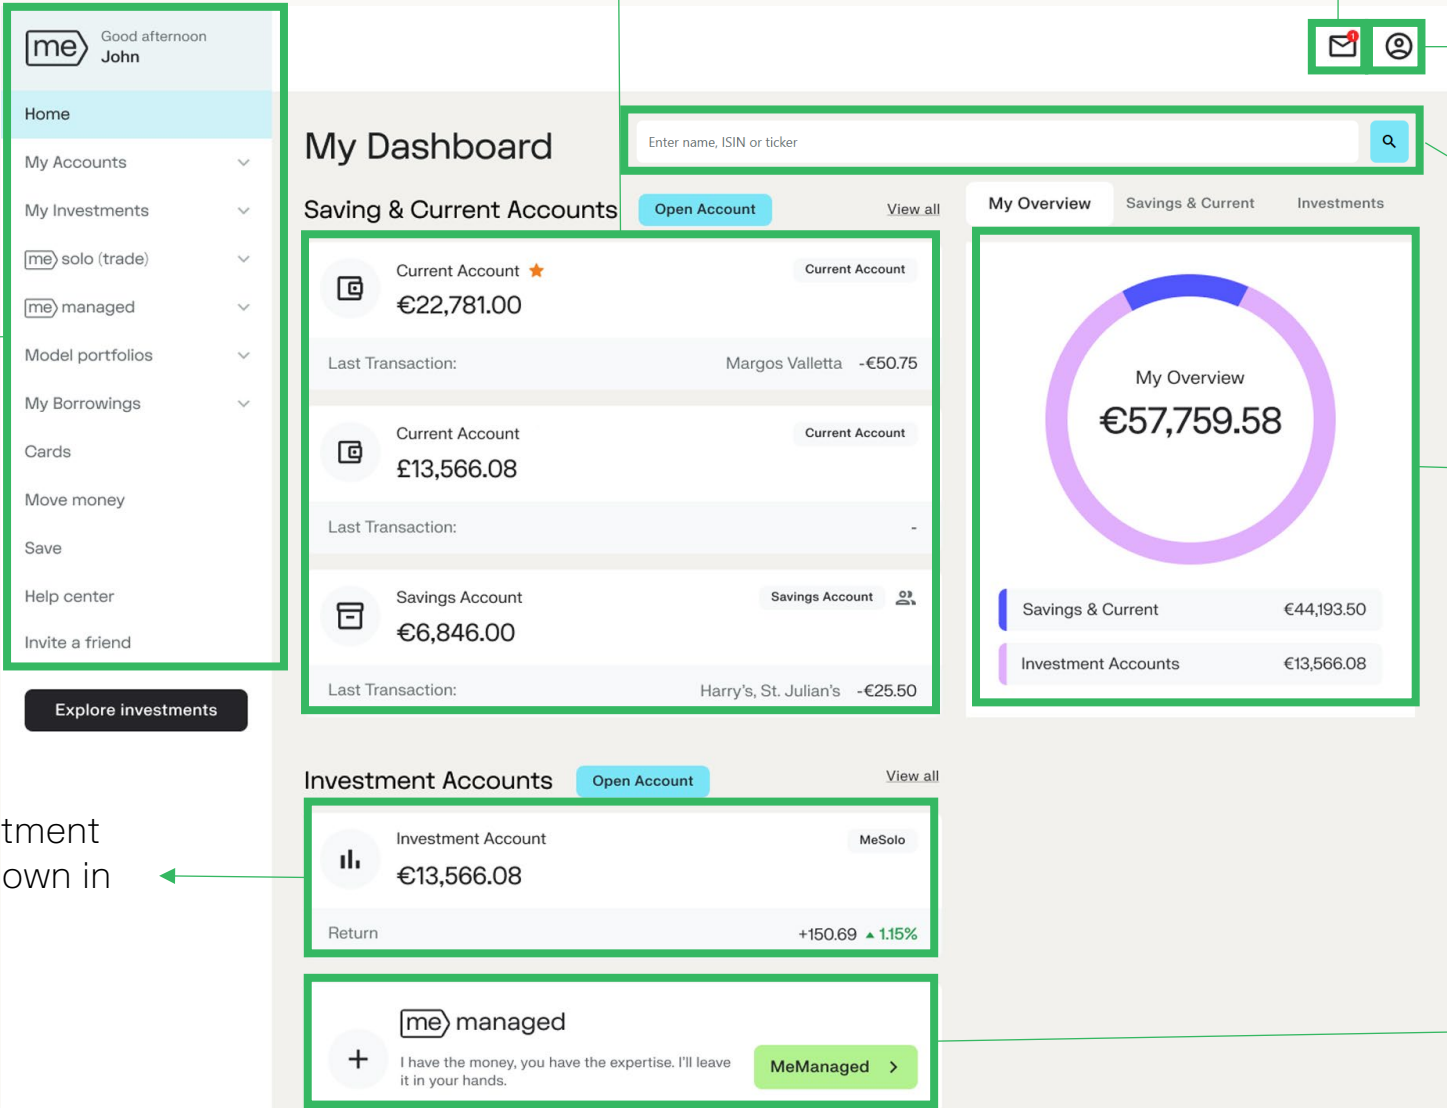 me
Good afternoon
John
Home
My Accounts
My Investments
me solo (trade)
me managed
Model portfolios
My Borrowings
Cards
Move money
Save
Help center
Invite a friend
Explore investments
tment
own in
1
My Dashboard
Enter name, ISIN or ticker
Saving & Current Accounts
Open Account
View all
Current Account
Current Account
€22,781.00
Last Transaction:
Margos Valletta -€50.75
Current Account
Current Account
£13,566.08
Last Transaction:
-
Savings Account
Savings Account
€6,846.00
Last Transaction:
Harry's, St. Julian's -€25.50
My Overview
Savings & Current
Investments
My Overview
€57,759.58
Savings & Current €44,193.50
Investment Accounts €13,566.08
Investment Accounts
Open Account
View all
Investment Account
MeSolo
€13,566.08
Return
+150.69 ▲ 1.15%
me managed
I have the money, you have the expertise. I'll leave
it in your hands.
MeManaged